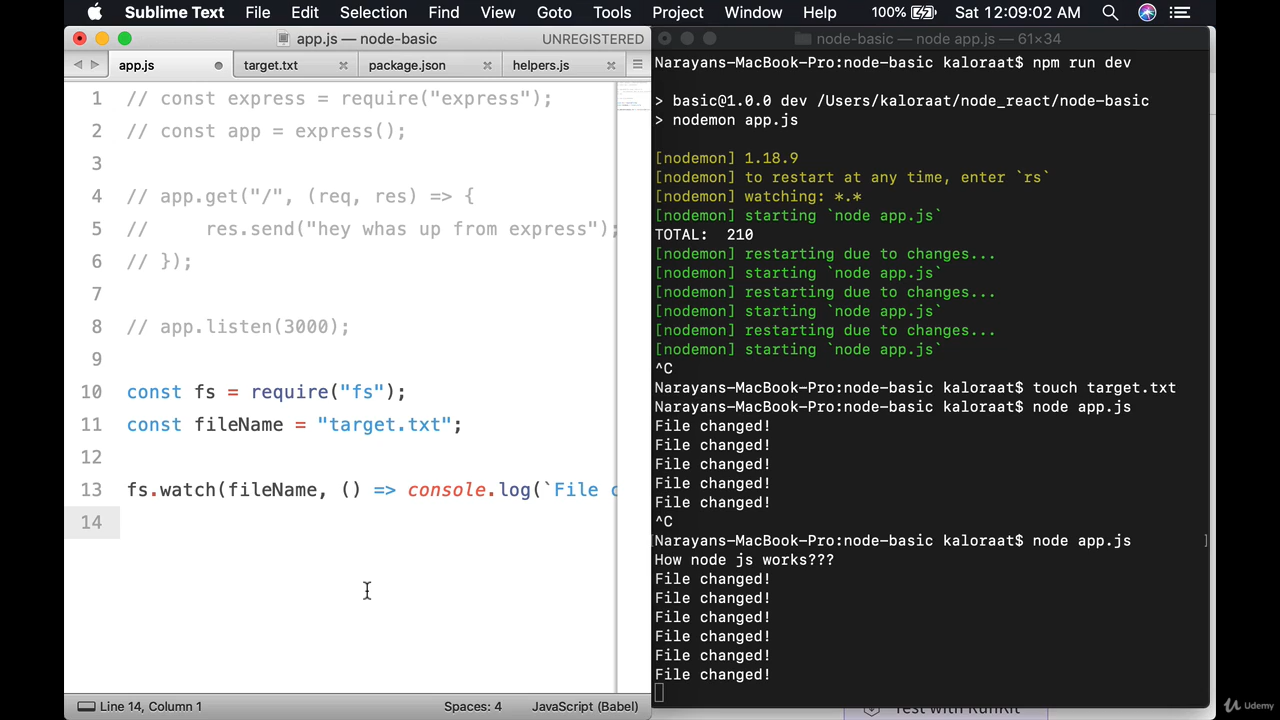 Sublime Text File Edit Selection Find View Goto Tools Project Window Help 100% Sat 12:09:02 AM
app.js — node-basic UNREGISTERED
app.js target.txt package.json helpers.js
1 // const express = require("express");
2 // const app = express();
3
4 // app.get("/", (req, res) => {
5 //     res.send("hey whas up from express");
6 // });
7
8 // app.listen(3000);
9
10 const fs = require("fs");
11 const fileName = "target.txt";
12
13 fs.watch(fileName, () => console.log(`File c
14
Line 14, Column 1 Spaces: 4 JavaScript (Babel)
node-basic — node app.js — 61×34
Narayans-MacBook-Pro:node-basic kaloraat$ npm run dev
> basic@1.0.0 dev /Users/kaloraat/node_react/node-basic
> nodemon app.js
[nodemon] 1.18.9
[nodemon] to restart at any time, enter `rs`
[nodemon] watching: *.*
[nodemon] starting `node app.js`
TOTAL:  210
[nodemon] restarting due to changes...
[nodemon] starting `node app.js`
[nodemon] restarting due to changes...
[nodemon] starting `node app.js`
[nodemon] restarting due to changes...
[nodemon] starting `node app.js`
^C
Narayans-MacBook-Pro:node-basic kaloraat$ touch target.txt
Narayans-MacBook-Pro:node-basic kaloraat$ node app.js
File changed!
File changed!
File changed!
File changed!
File changed!
^C
[Narayans-MacBook-Pro:node-basic kaloraat$ node app.js ]
How node js works???
File changed!
File changed!
File changed!
File changed!
File changed!
File changed!
Test with RunKit
Udemy